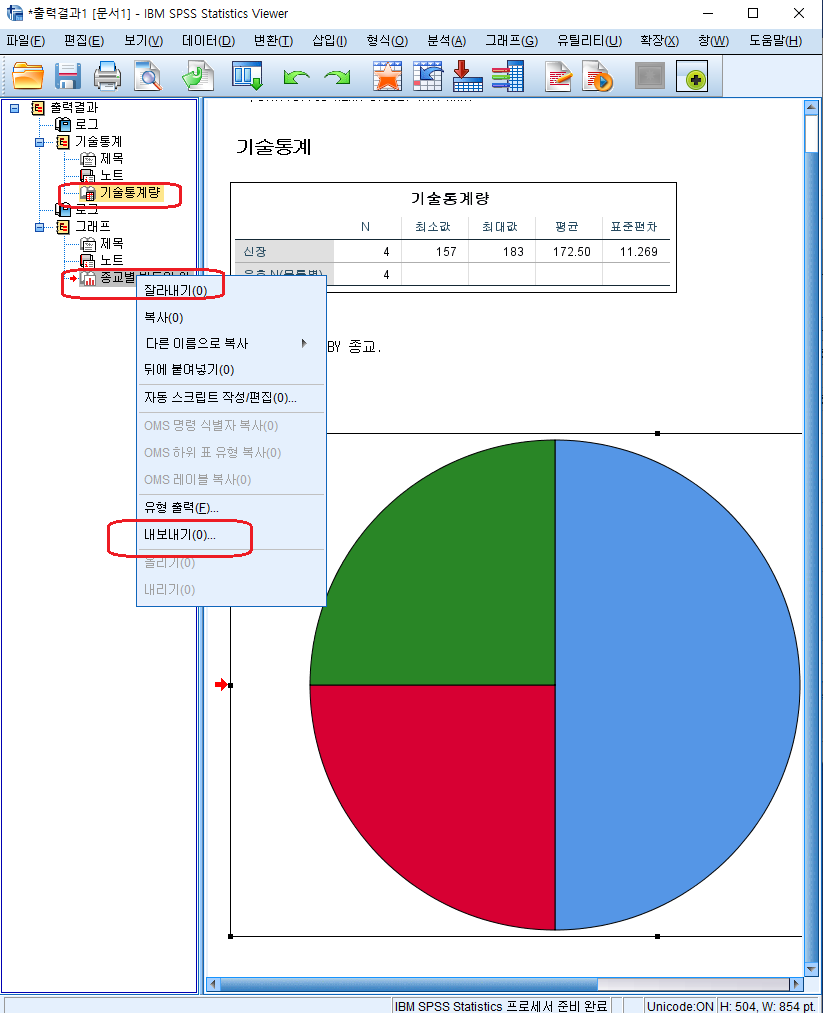 *출력결과1 [문서1] - IBM SPSS Statistics Viewer
파일(F) 편집(E) 보기(V) 데이터(D) 변환(T) 삽입(I) 형식(O) 분석(A) 그래프(G) 유틸리티(U) 확장(X) 창(W) 도움말(H)
출력결과
로그
기술통계
제목
노트
기술통계량
로그
그래프
제목
노트
종교별
잘라내기(0)
복사(0)
다른 이름으로 복사
뒤에 붙여넣기(0)
자동 스크립트 작성/편집(0)...
OMS 명령 식별자 복사(0)
OMS 하위 표 유형 복사(0)
OMS 레이블 복사(0)
유형 출력(F)...
내보내기(0)...
올리기(0)
내리기(0)
기술통계
기술통계량
N 최소값 최대값 평균 표준편차
신장 4 157 183 172.50 11.269
유효 N(목록별) 4
BY 종교.
IBM SPSS Statistics 프로세서 준비 완료 Unicode:ON H: 504, W: 854 pt.